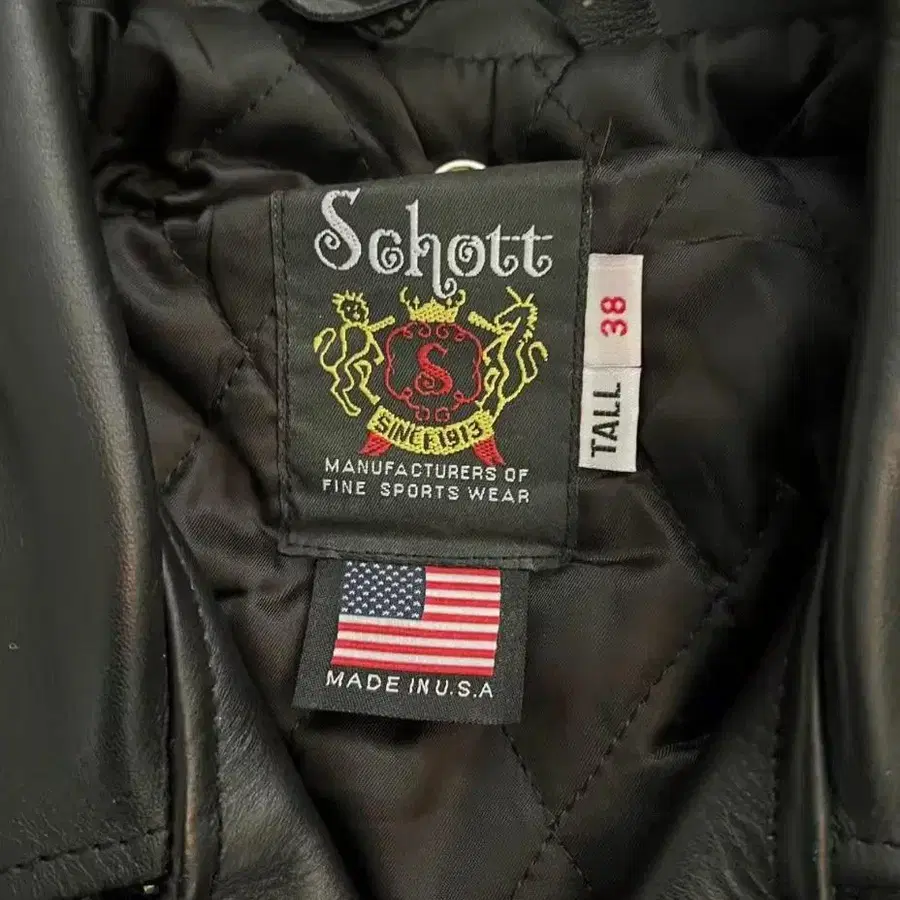 Schott
S
SINCE 1913
MANUFACTURERS OF
FINE SPORTS WEAR
38
TALL
MADE IN U.S.A